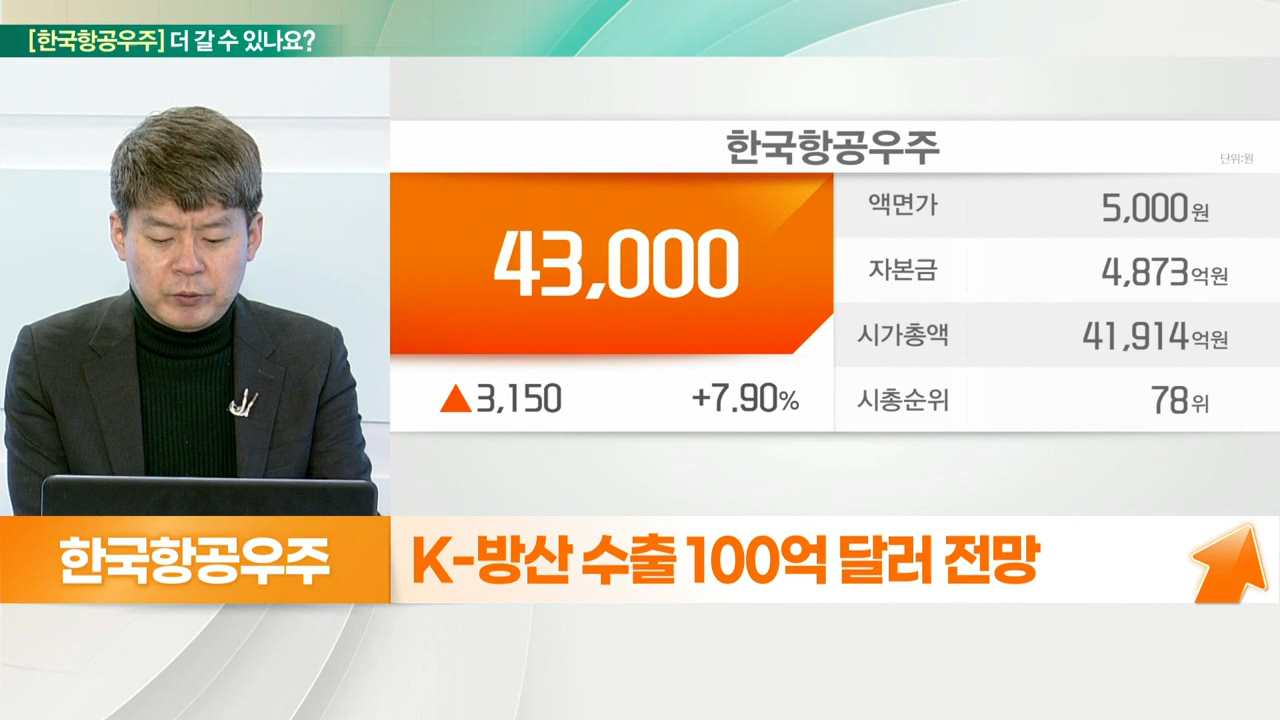 [한국항공우주] 더 갈 수 있나요?
한국항공우주
단위:원
43,000
▲3,150 +7.90%
액면가 5,000원
자본금 4,873억원
시가총액 41,914억원
시총순위 78위
한국항공우주
K-방산 수출 100억 달러 전망